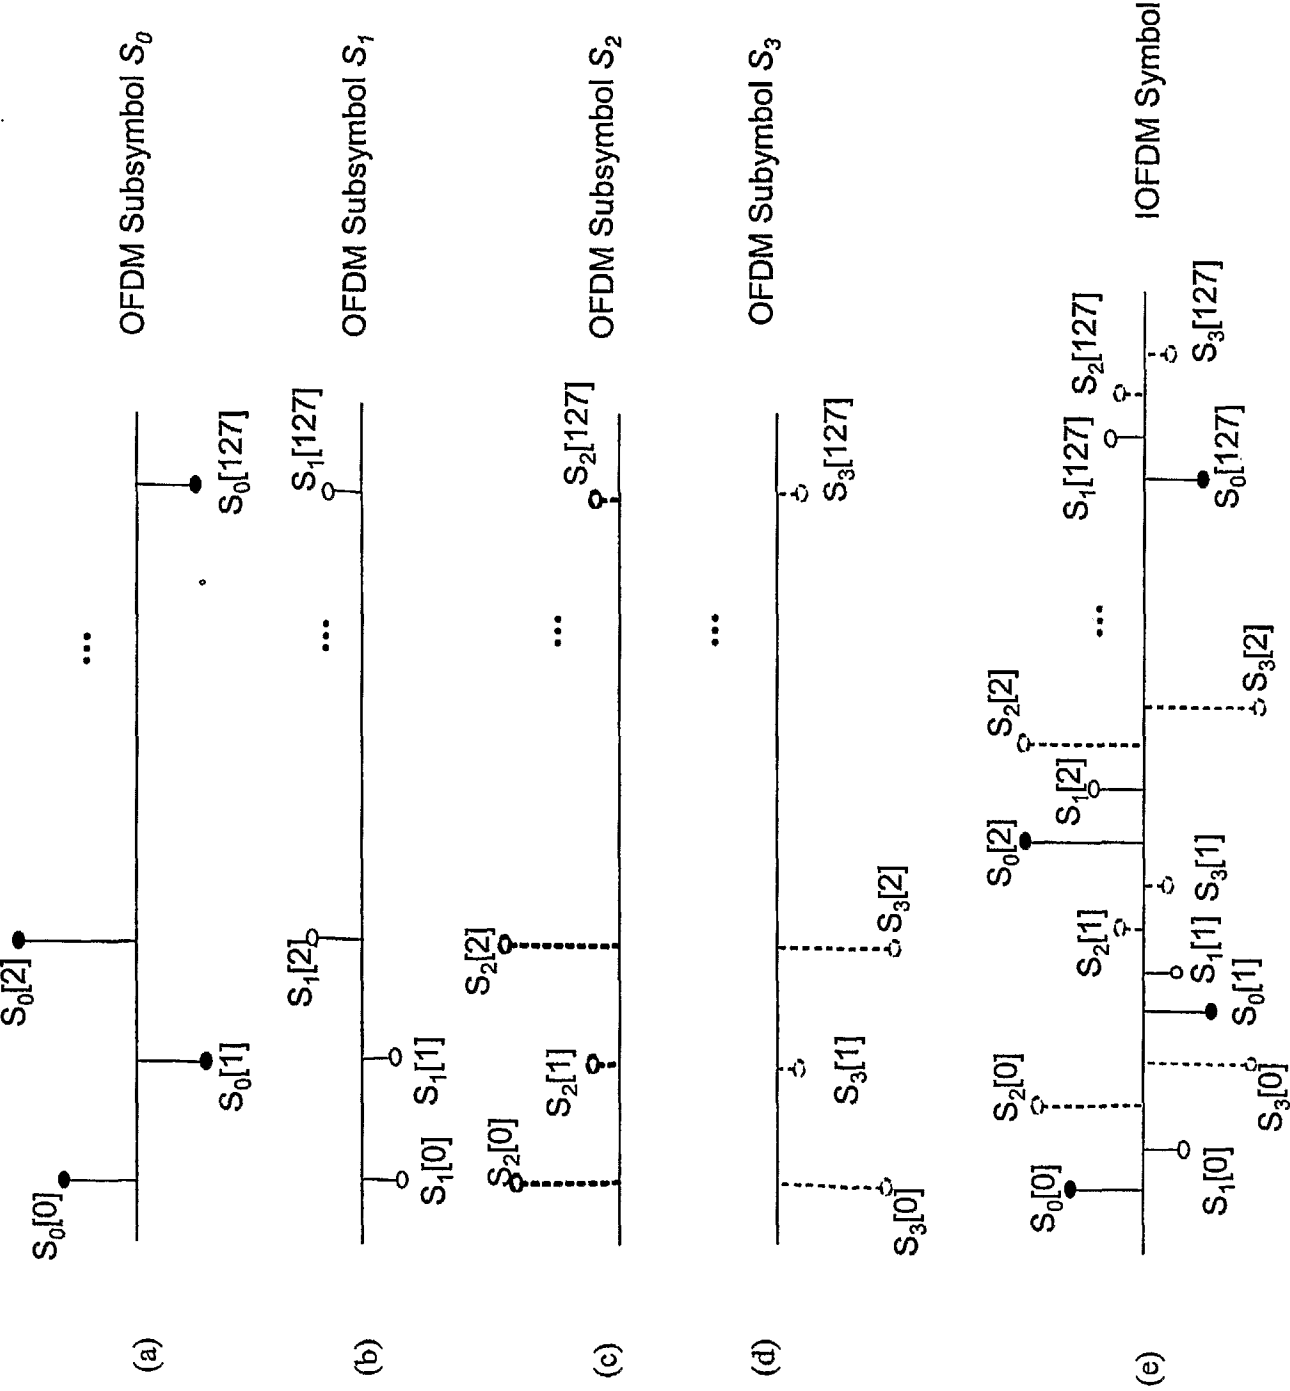 (a)
S0[0]
S0[1]
S0[2]
...
S0[127]
OFDM Subsymbol S0
(b)
S1[0]
S1[1]
S1[2]
...
S1[127]
OFDM Subsymbol S1
(c)
S2[0]
S2[1]
S2[2]
...
S2[127]
OFDM Subsymbol S2
(d)
S3[0]
S3[1]
S3[2]
...
S3[127]
OFDM Subymbol S3
(e)
S0[0]
S1[0]
S2[0]
S3[0]
S0[1]
S1[1]
S2[1]
S3[1]
S0[2]
S1[2]
S2[2]
S3[2]
...
S0[127]
S1[127]
S2[127]
S3[127]
IOFDM Symbol